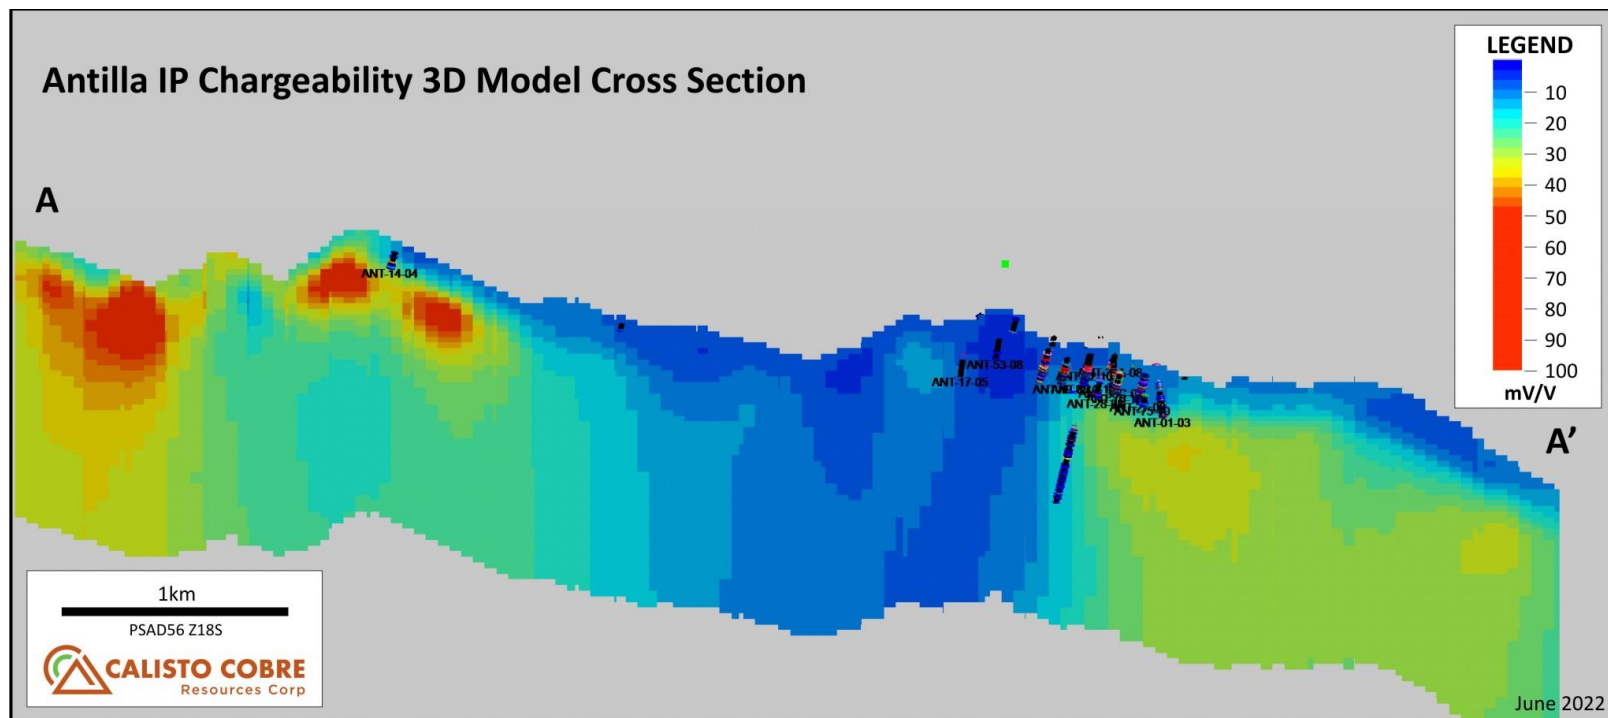 Antilla IP Chargeability 3D Model Cross Section
LEGEND
10
20
30
40
50
60
70
80
90
100
mV/V
A
A’
ANT-14-04
ANT-53-08
ANT-17-05
ANT-28-
ANT-01-03
1km
PSAD56 Z18S
CALISTO COBRE
Resources Corp
June 2022